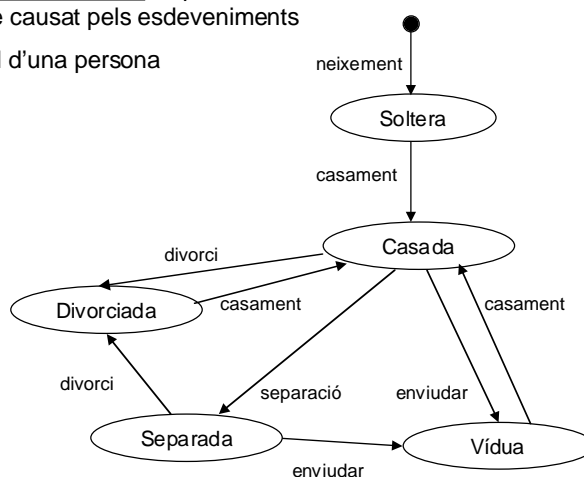 causat pels esdeveniments
d’una persona
neixement
Soltera
casament
Casada
divorci
Divorciada
casament
casament
divorci
separació
enviudar
Separada
Vídua
enviudar